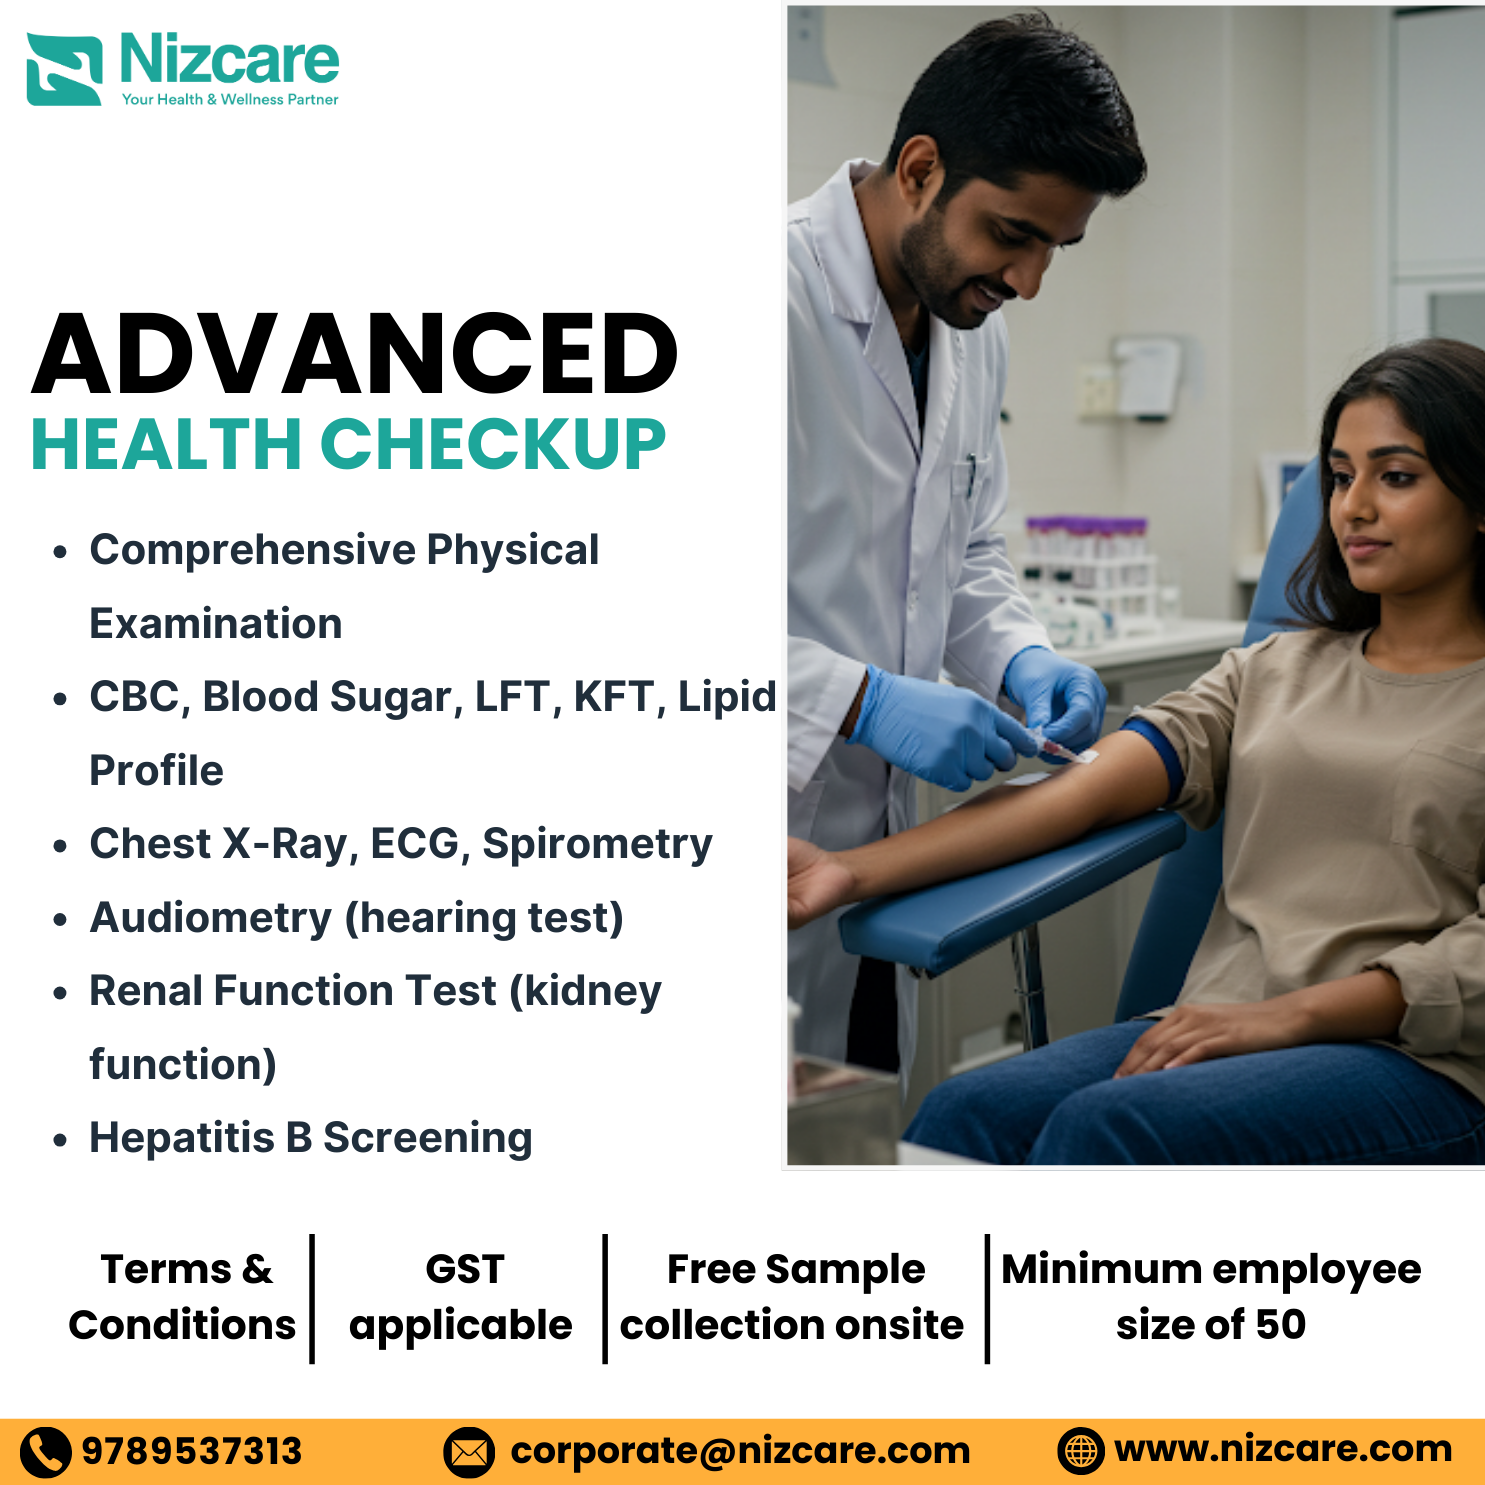 Nizcare
Your Health & Wellness Partner
ADVANCED
HEALTH CHECKUP
• Comprehensive Physical
Examination
• CBC, Blood Sugar, LFT, KFT, Lipid
Profile
• Chest X-Ray, ECG, Spirometry
• Audiometry (hearing test)
• Renal Function Test (kidney
function)
• Hepatitis B Screening
Terms &
Conditions
GST
applicable
Free Sample
collection onsite
Minimum employee
size of 50
9789537313
corporate@nizcare.com
www.nizcare.com